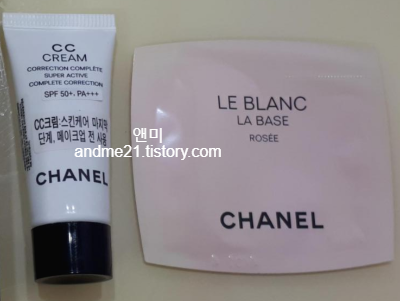 CC
CREAM
CORRECTION COMPLÈTE
SUPER ACTIVE
COMPLETE CORRECTION
SPF 50+. PA+++
CC크림·스킨케어 마지막
단계, 메이크업 전 사용
CHANEL
LE BLANC
LA BASE
ROSÉE
CHANEL
앤미
andme21.tistory.com